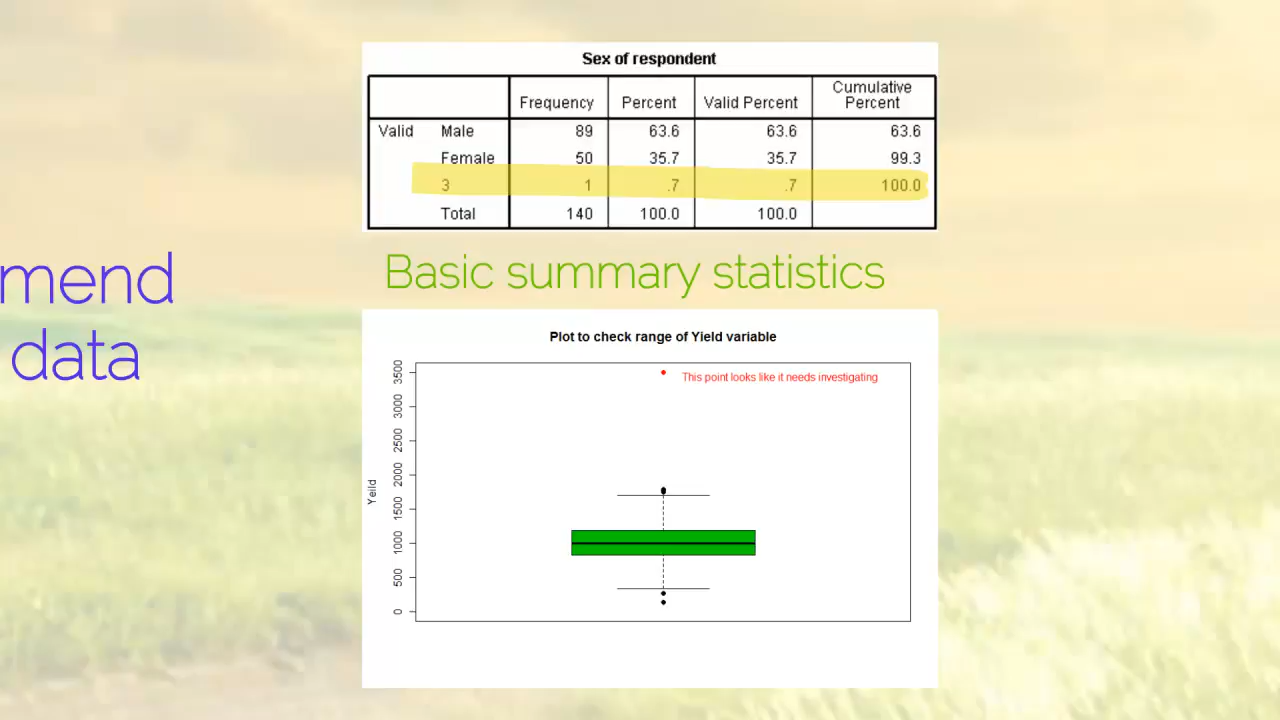 Sex of respondent
Frequency Percent Valid Percent Cumulative Percent
Valid Male 89 63.6 63.6 63.6
Female 50 35.7 35.7 99.3
3 1 .7 .7 100.0
Total 140 100.0 100.0
mend
data
Basic summary statistics
Plot to check range of Yield variable
This point looks like it needs investigating
3500
3000
2500
2000
1500
1000
500
0
Yeild